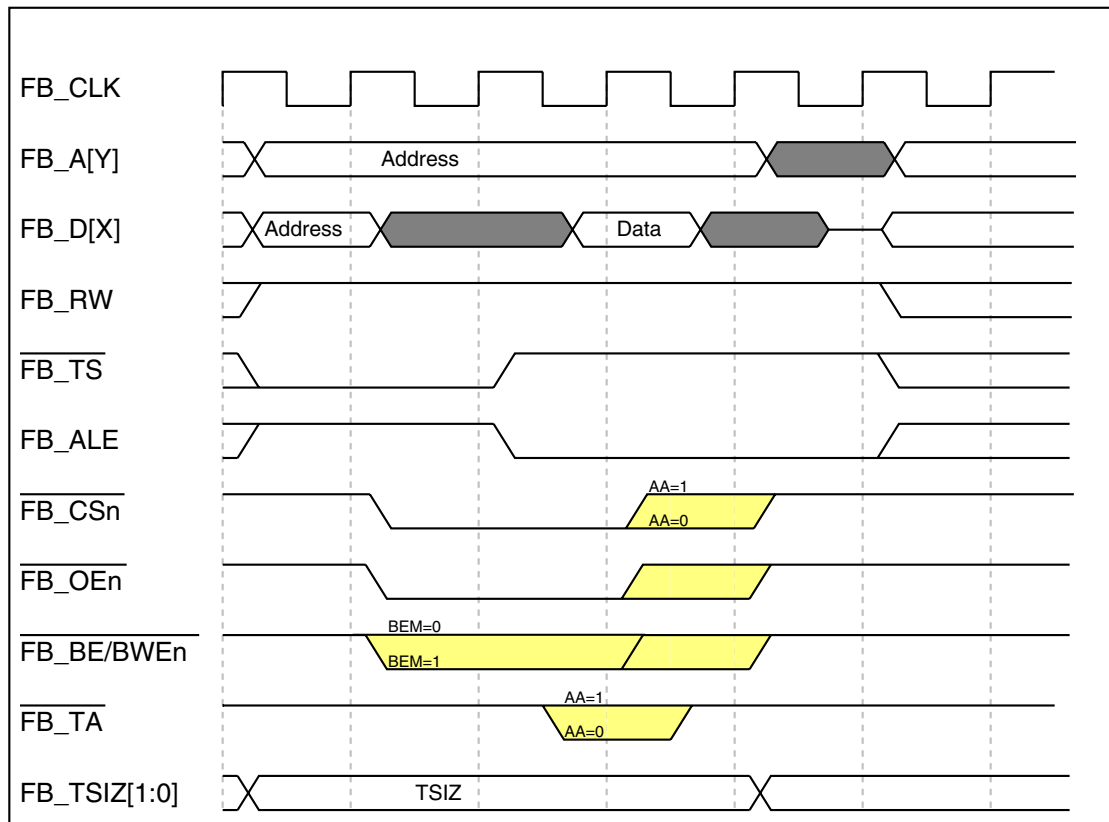 FB_CLK
FB_A[Y] Address
FB_D[X] Address Data
FB_RW
FB_TS
FB_ALE
FB_CSn AA=1
AA=0
FB_OEn
FB_BE/BWEn BEM=0
BEM=1
FB_TA AA=1
AA=0
FB_TSIZ[1:0] TSIZ